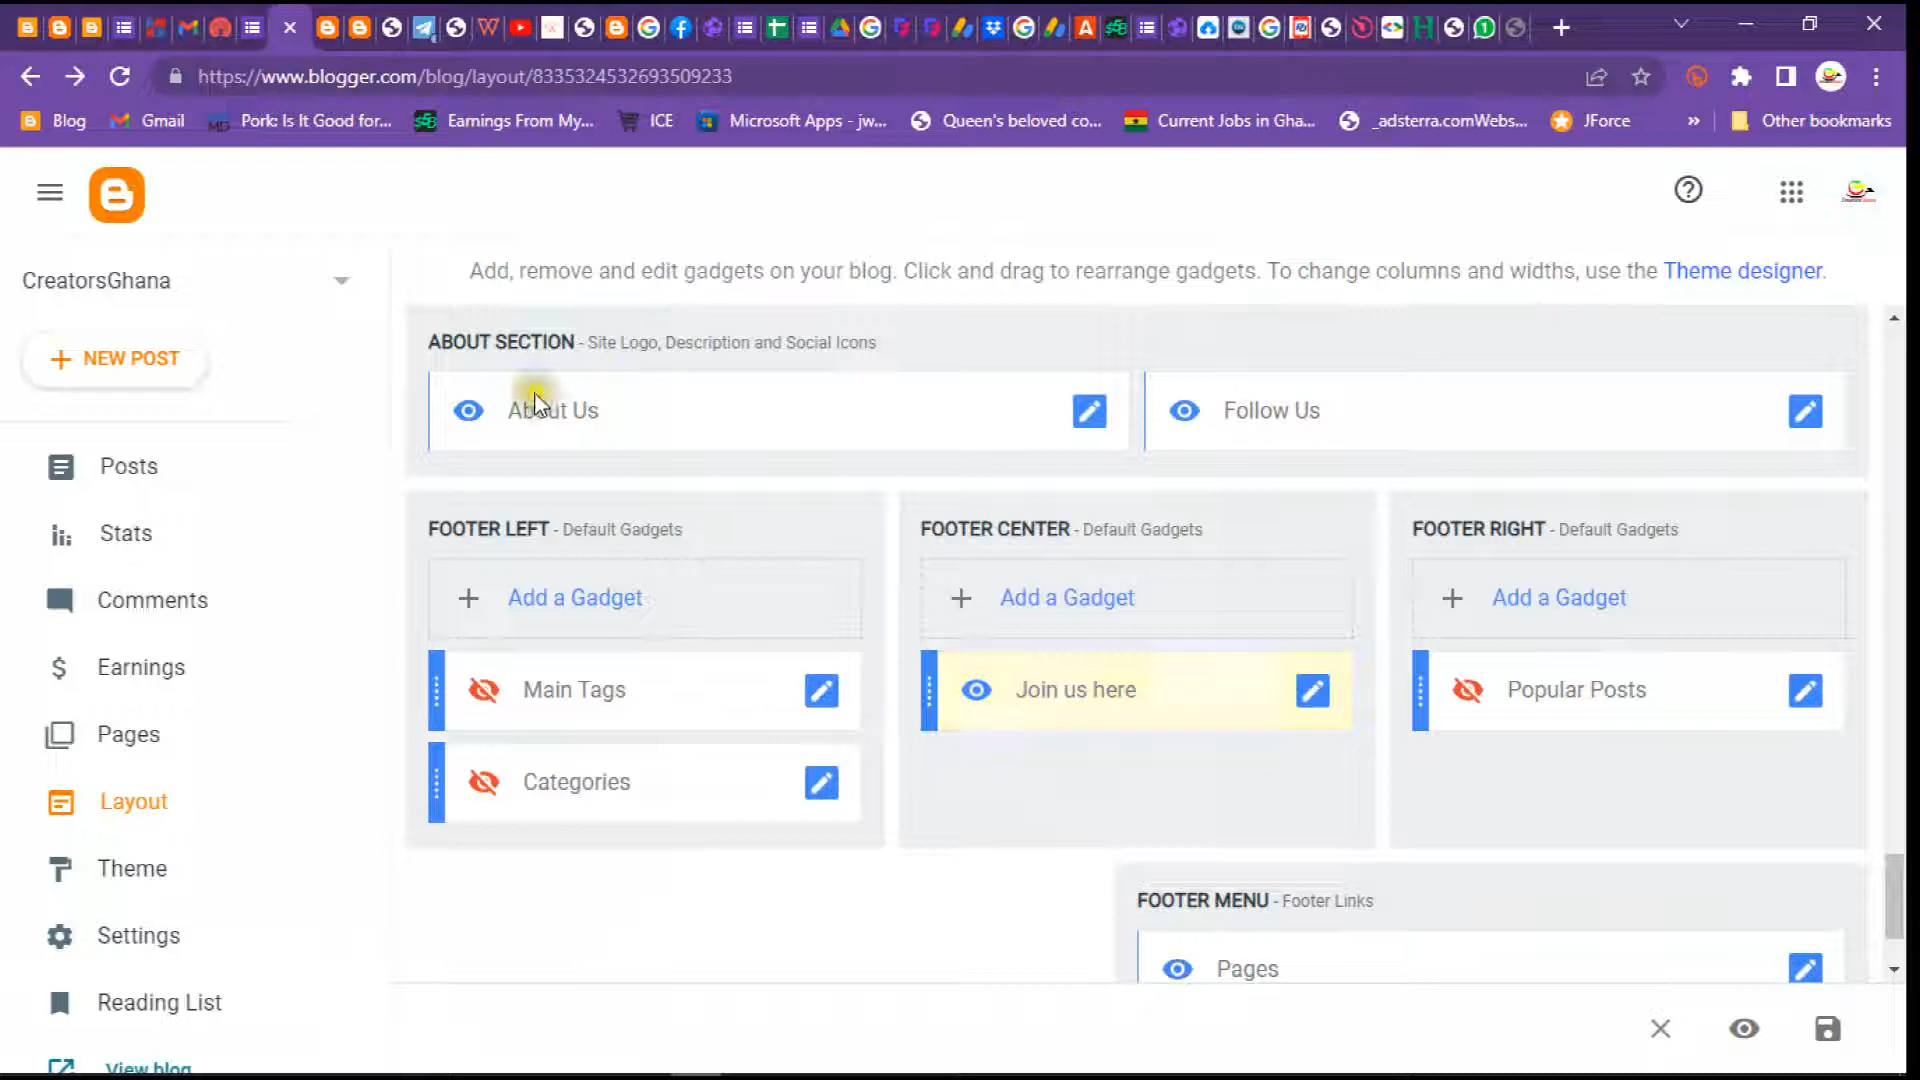 https://www.blogger.com/blog/layout/8335324532693509233
Blog
Gmail
Pork: Is It Good for...
Earnings From My...
ICE
Microsoft Apps - jw...
Queen's beloved co...
Current Jobs in Gha...
_adsterra.comWebs...
JForce
»
Other bookmarks
CreatorsGhana
Add, remove and edit gadgets on your blog. Click and drag to rearrange gadgets. To change columns and widths, use the Theme designer.
+ NEW POST
Posts
Stats
Comments
Earnings
Pages
Layout
Theme
Settings
Reading List
View blog
ABOUT SECTION - Site Logo, Description and Social Icons
About Us
Follow Us
FOOTER LEFT - Default Gadgets
+ Add a Gadget
Main Tags
Categories
FOOTER CENTER - Default Gadgets
+ Add a Gadget
Join us here
FOOTER RIGHT - Default Gadgets
+ Add a Gadget
Popular Posts
FOOTER MENU - Footer Links
Pages